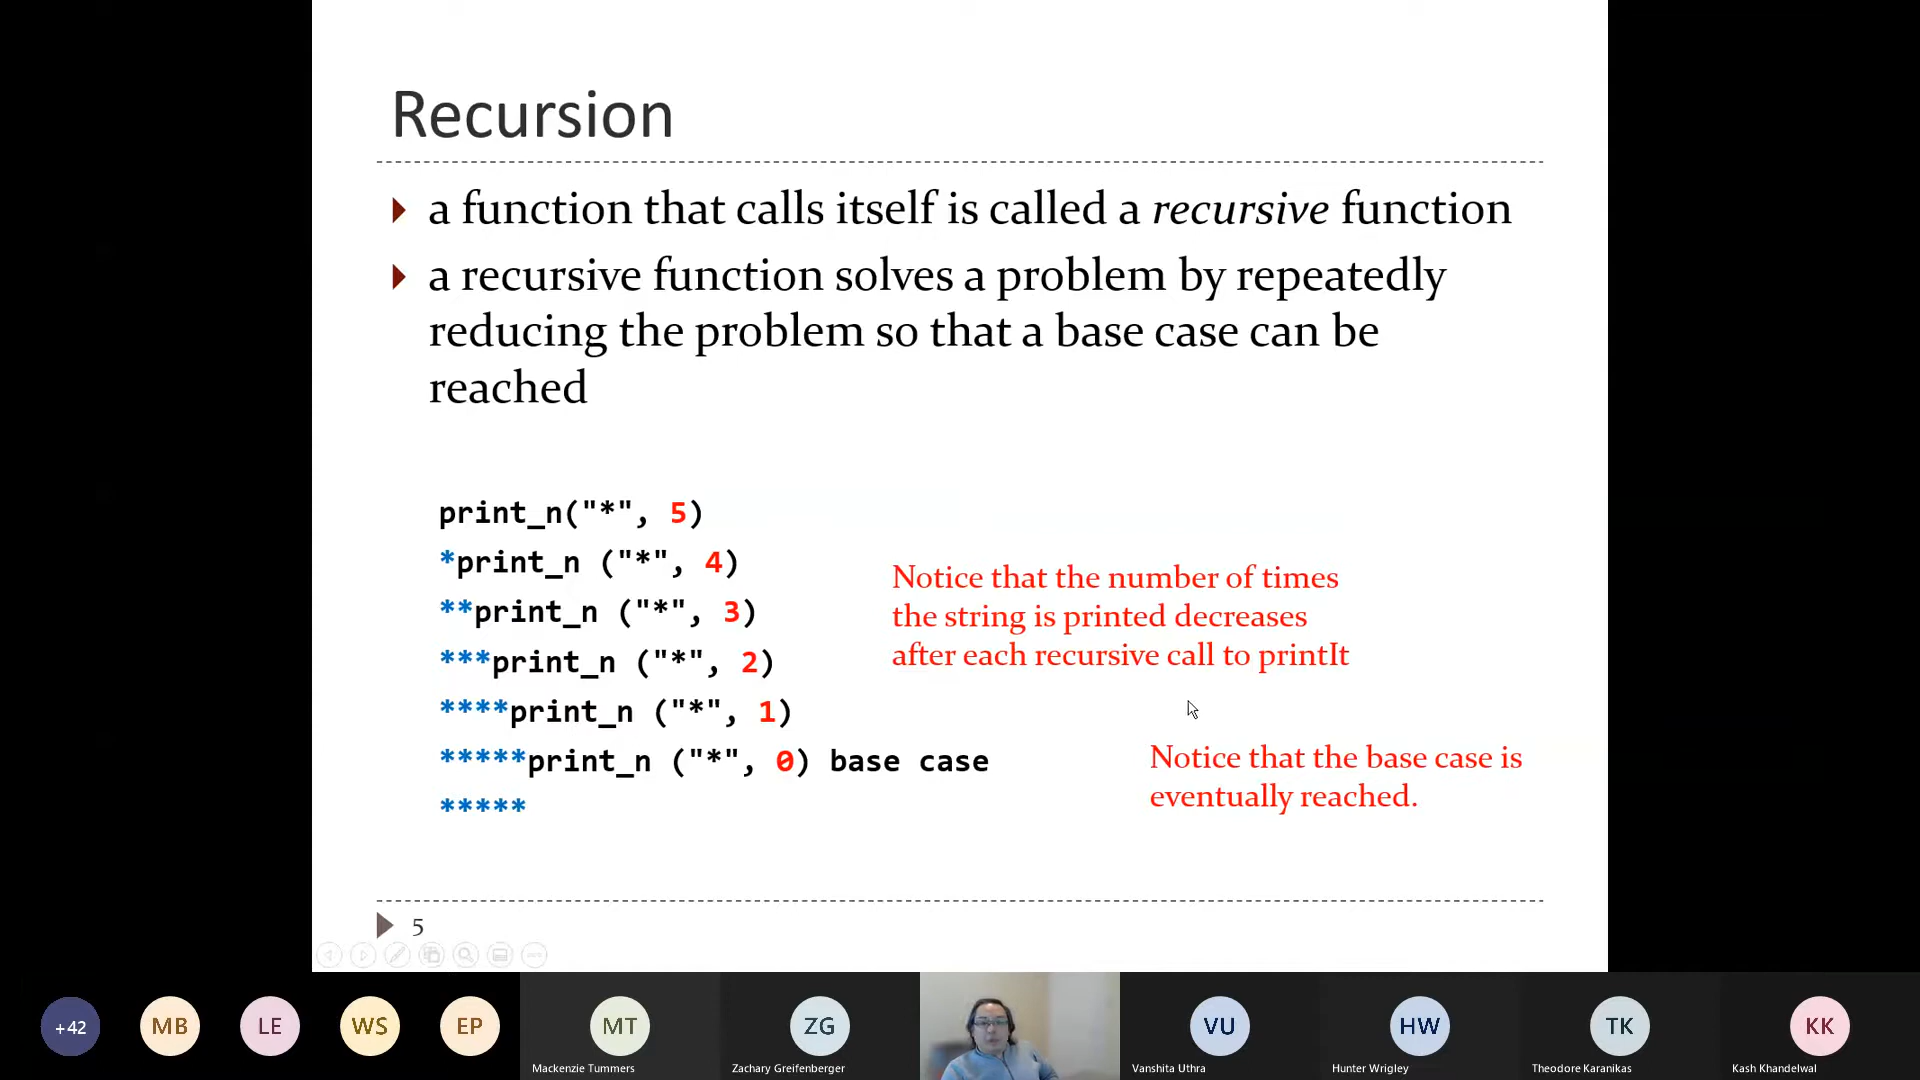 Recursion
a function that calls itself is called a recursive function
a recursive function solves a problem by repeatedly
reducing the problem so that a base case can be
reached
print_n("*", 5)
*print_n ("*", 4)
**print_n ("*", 3)
***print_n ("*", 2)
****print_n ("*", 1)
*****print_n ("*", 0) base case
*****
Notice that the number of times
the string is printed decreases
after each recursive call to printIt
Notice that the base case is
eventually reached.
5
+42
MB
LE
WS
EP
MT
Mackenzie Tummers
ZG
Zachary Greifenberger
VU
Vanshita Uthra
HW
Hunter Wrigley
TK
Theodore Karanikas
KK
Kash Khandelwal